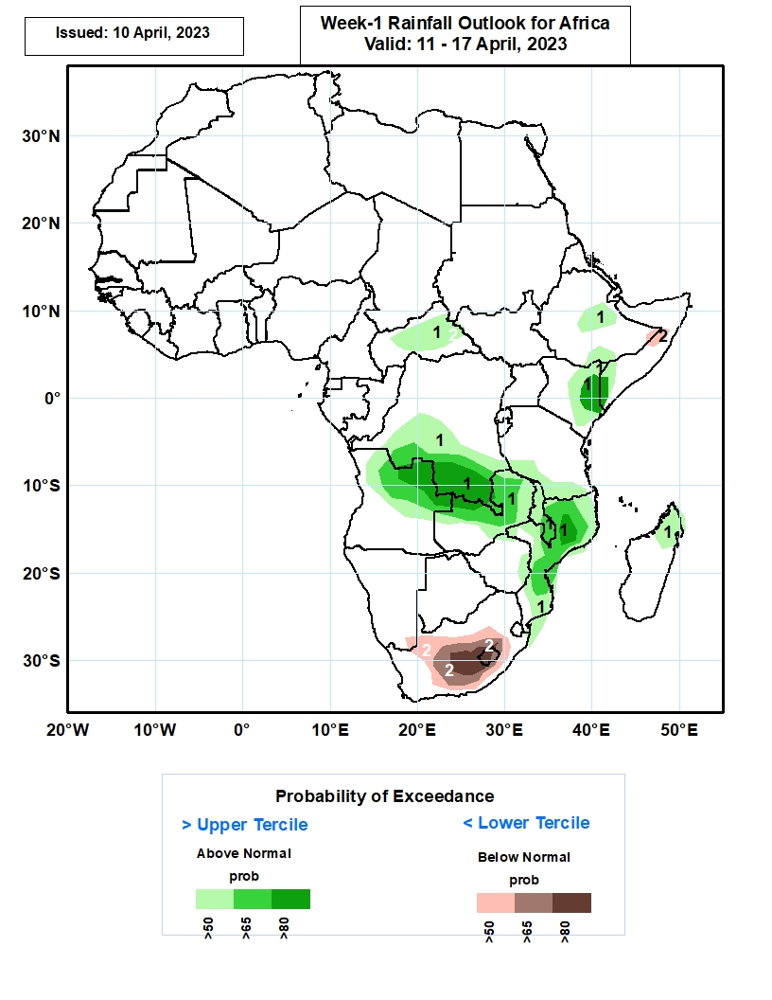 Issued: 10 April, 2023
Week-1 Rainfall Outlook for Africa
Valid: 11 - 17 April, 2023
30°N
20°N
10°N
0°
10°S
20°S
30°S
1
1
2
2
1
1
1
1
1
1
1
1
1
2
2
2
20°W
10°W
0°
10°E
20°E
30°E
40°E
50°E
Probability of Exceedance
> Upper Tercile
< Lower Tercile
Above Normal
Below Normal
prob
prob
>50
>65
>80
>50
>65
>80